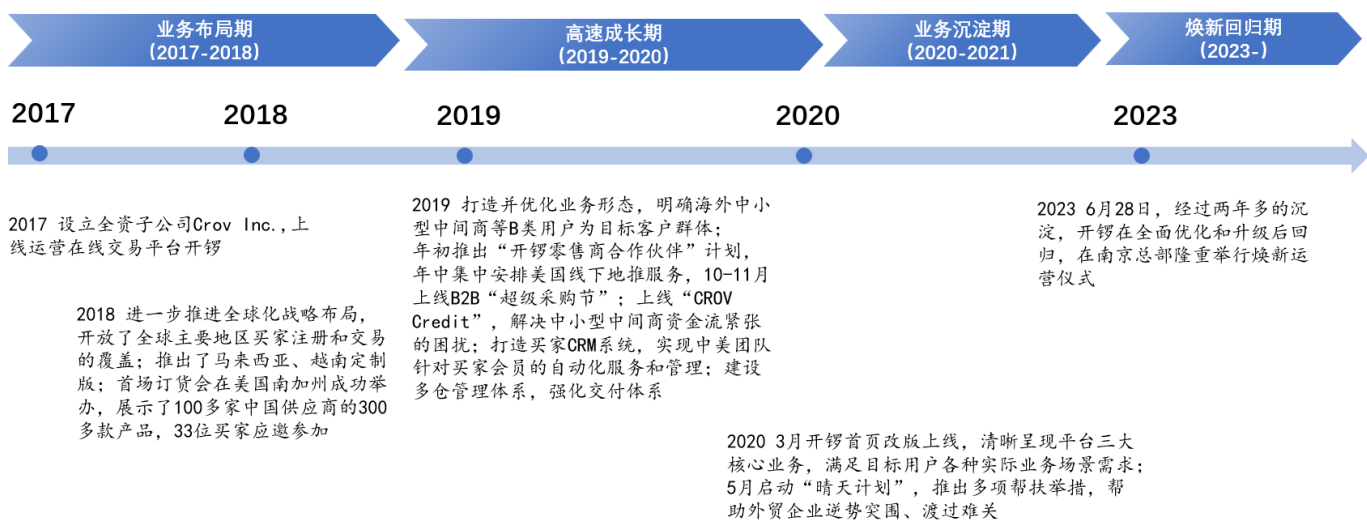 业务布局期
(2017-2018)
高速成长期
(2019-2020)
业务沉淀期
(2020-2021)
焕新回归期
(2023-)
2017
2018
2019
2020
2023
2017 设立全资子公司Crov Inc.,上
线运营在线交易平台开锣
2018 进一步推进全球化战略布局，
开放了全球主要地区买家注册和交易
的覆盖；推出了马来西亚、越南定制
版；首场订货会在美国南加州成功举
办，展示了100多家中国供应商的300
多款产品，33位买家应邀参加
2019 打造并优化业务形态，明确海外中小
型中间商等B类用户为目标客户群体；
年初推出“开锣零售商合作伙伴”计划，
年中集中安排美国线下地推服务，10-11月
上线B2B“超级采购节”；上线“CROV
Credit”，解决中小型中间商资金流紧张
的困扰；打造买家CRM系统，实现中美团队
针对买家会员的自动化服务和管理；建设
多仓管理体系，强化交付体系
2020 3月开锣首页改版上线，清晰呈现平台三大
核心业务，满足目标用户各种实际业务场景需求；
5月启动“晴天计划”，推出多项帮扶举措，帮
助外贸企业逆势突围、渡过难关
2023 6月28日，经过两年多的沉
淀，开锣在全面优化和升级后回
归，在南京总部隆重举行焕新运
营仪式